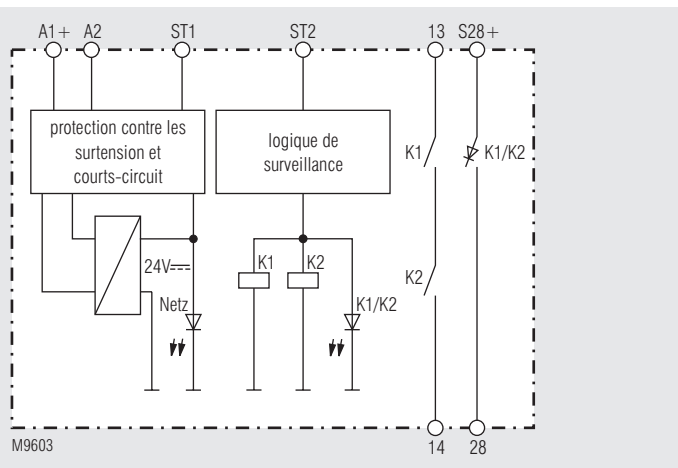 A1+ A2 ST1 ST2 13 S28+
protection contre les
surtension et
courts-circuit
logique de
surveillance
K1
K1/K2
24V
K1
K2
K2
Netz
K1/K2
M9603
14
28